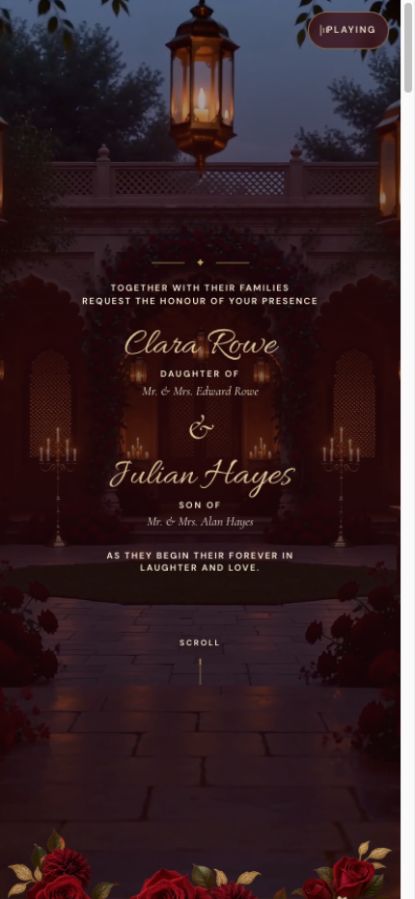 PLAYING
TOGETHER WITH THEIR FAMILIES
REQUEST THE HONOUR OF YOUR PRESENCE
Clara Rowe
DAUGHTER OF
Mr. & Mrs. Edward Rowe
&
Julian Hayes
SON OF
Mr. & Mrs. Alan Hayes
AS THEY BEGIN THEIR FOREVER IN
LAUGHTER AND LOVE.
SCROLL